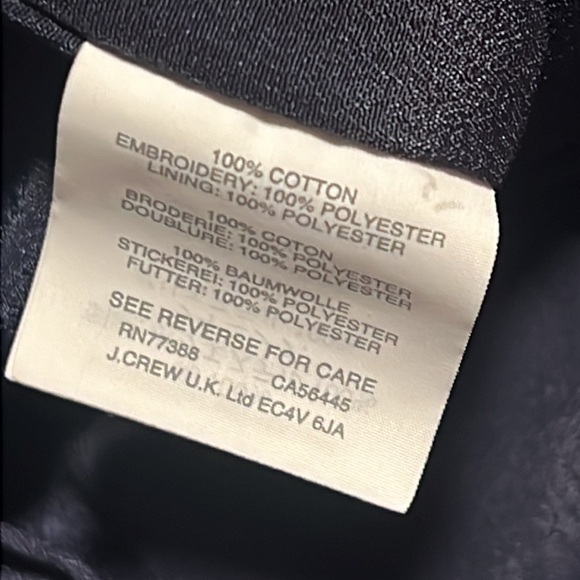 100% COTTON
EMBROIDERY: 100% POLYESTER
LINING: 100% POLYESTER
100% COTON
BRODERIE: 100% POLYESTER
DOUBLURE: 100% POLYESTER
100% BAUMWOLLE
STICKEREI: 100% POLYESTER
FUTTER: 100% POLYESTER
SEE REVERSE FOR CARE
RN77388 CA56445
J.CREW U.K. Ltd EC4V 6JA